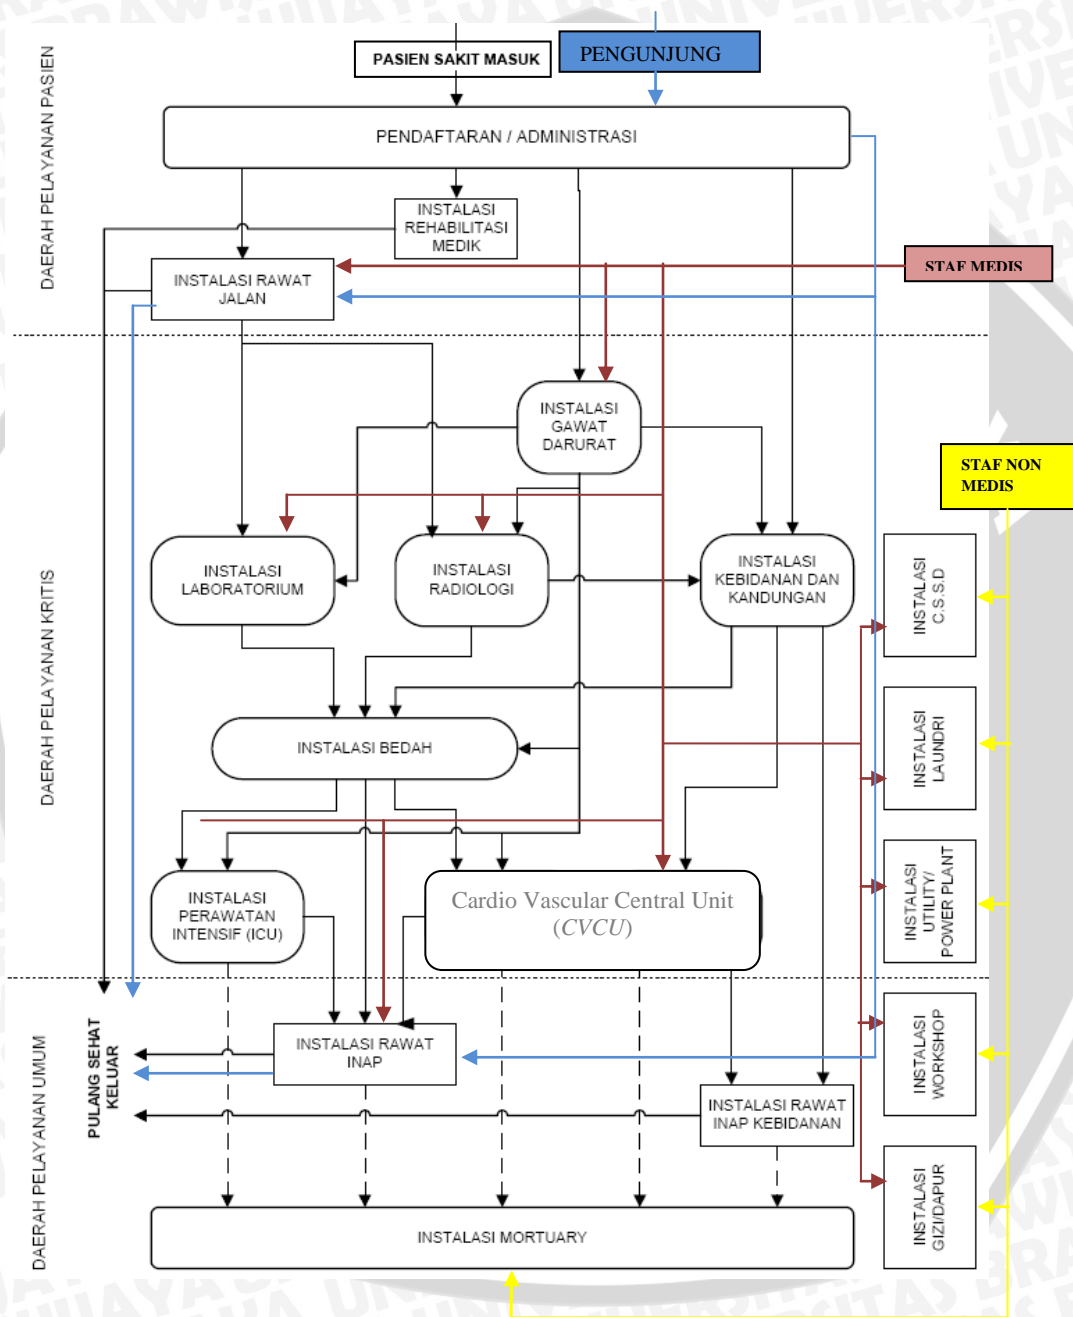 PASIEN SAKIT MASUK
PENGUNJUNG
PENDAFTARAN / ADMINISTRASI
DAERAH PELAYANAN PASIEN
INSTALASI
REHABILITASI
MEDIK
INSTALASI RAWAT
JALAN
STAF MEDIS
INSTALASI
GAWAT
DARURAT
STAF NON
MEDIS
DAERAH PELAYANAN KRITIS
INSTALASI
LABORATORIUM
INSTALASI
RADIOLOGI
INSTALASI
KEBIDANAN DAN
KANDUNGAN
INSTALASI
C.S.S.D
INSTALASI BEDAH
INSTALASI
LAUNDRI
INSTALASI
PERAWATAN
INTENSIF (ICU)
Cardio Vascular Central Unit
(CVCU)
INSTALASI
UTILITY/
POWER PLANT
DAERAH PELAYANAN UMUM
PULANG SEHAT
KELUAR
INSTALASI RAWAT
INAP
INSTALASI
WORKSHOP
INSTALASI RAWAT
INAP KEBIDANAN
INSTALASI
GIZI/DAPUR
INSTALASI MORTUARY